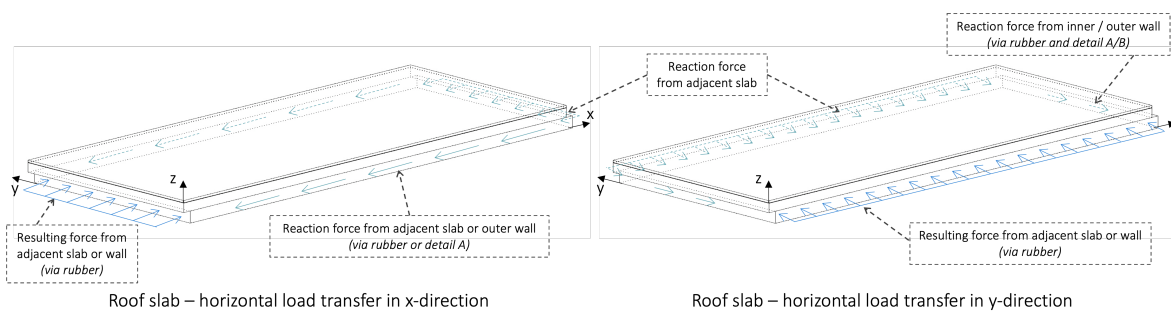 Reaction force from inner / outer wall
(via rubber and detail A/B)
Reaction force
from adjacent slab
x
y
z
y
z
Resulting force from
adjacent slab or wall
(via rubber)
Reaction force from adjacent slab or outer wall
(via rubber or detail A)
Resulting force from adjacent slab or wall
(via rubber)
Roof slab – horizontal load transfer in x-direction
Roof slab – horizontal load transfer in y-direction